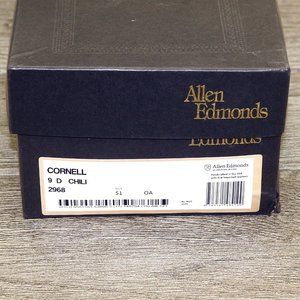 Allen
Edmonds
Edmonds
CORNELL
9 D CHILI
2968
51 OA
Allen Edmonds